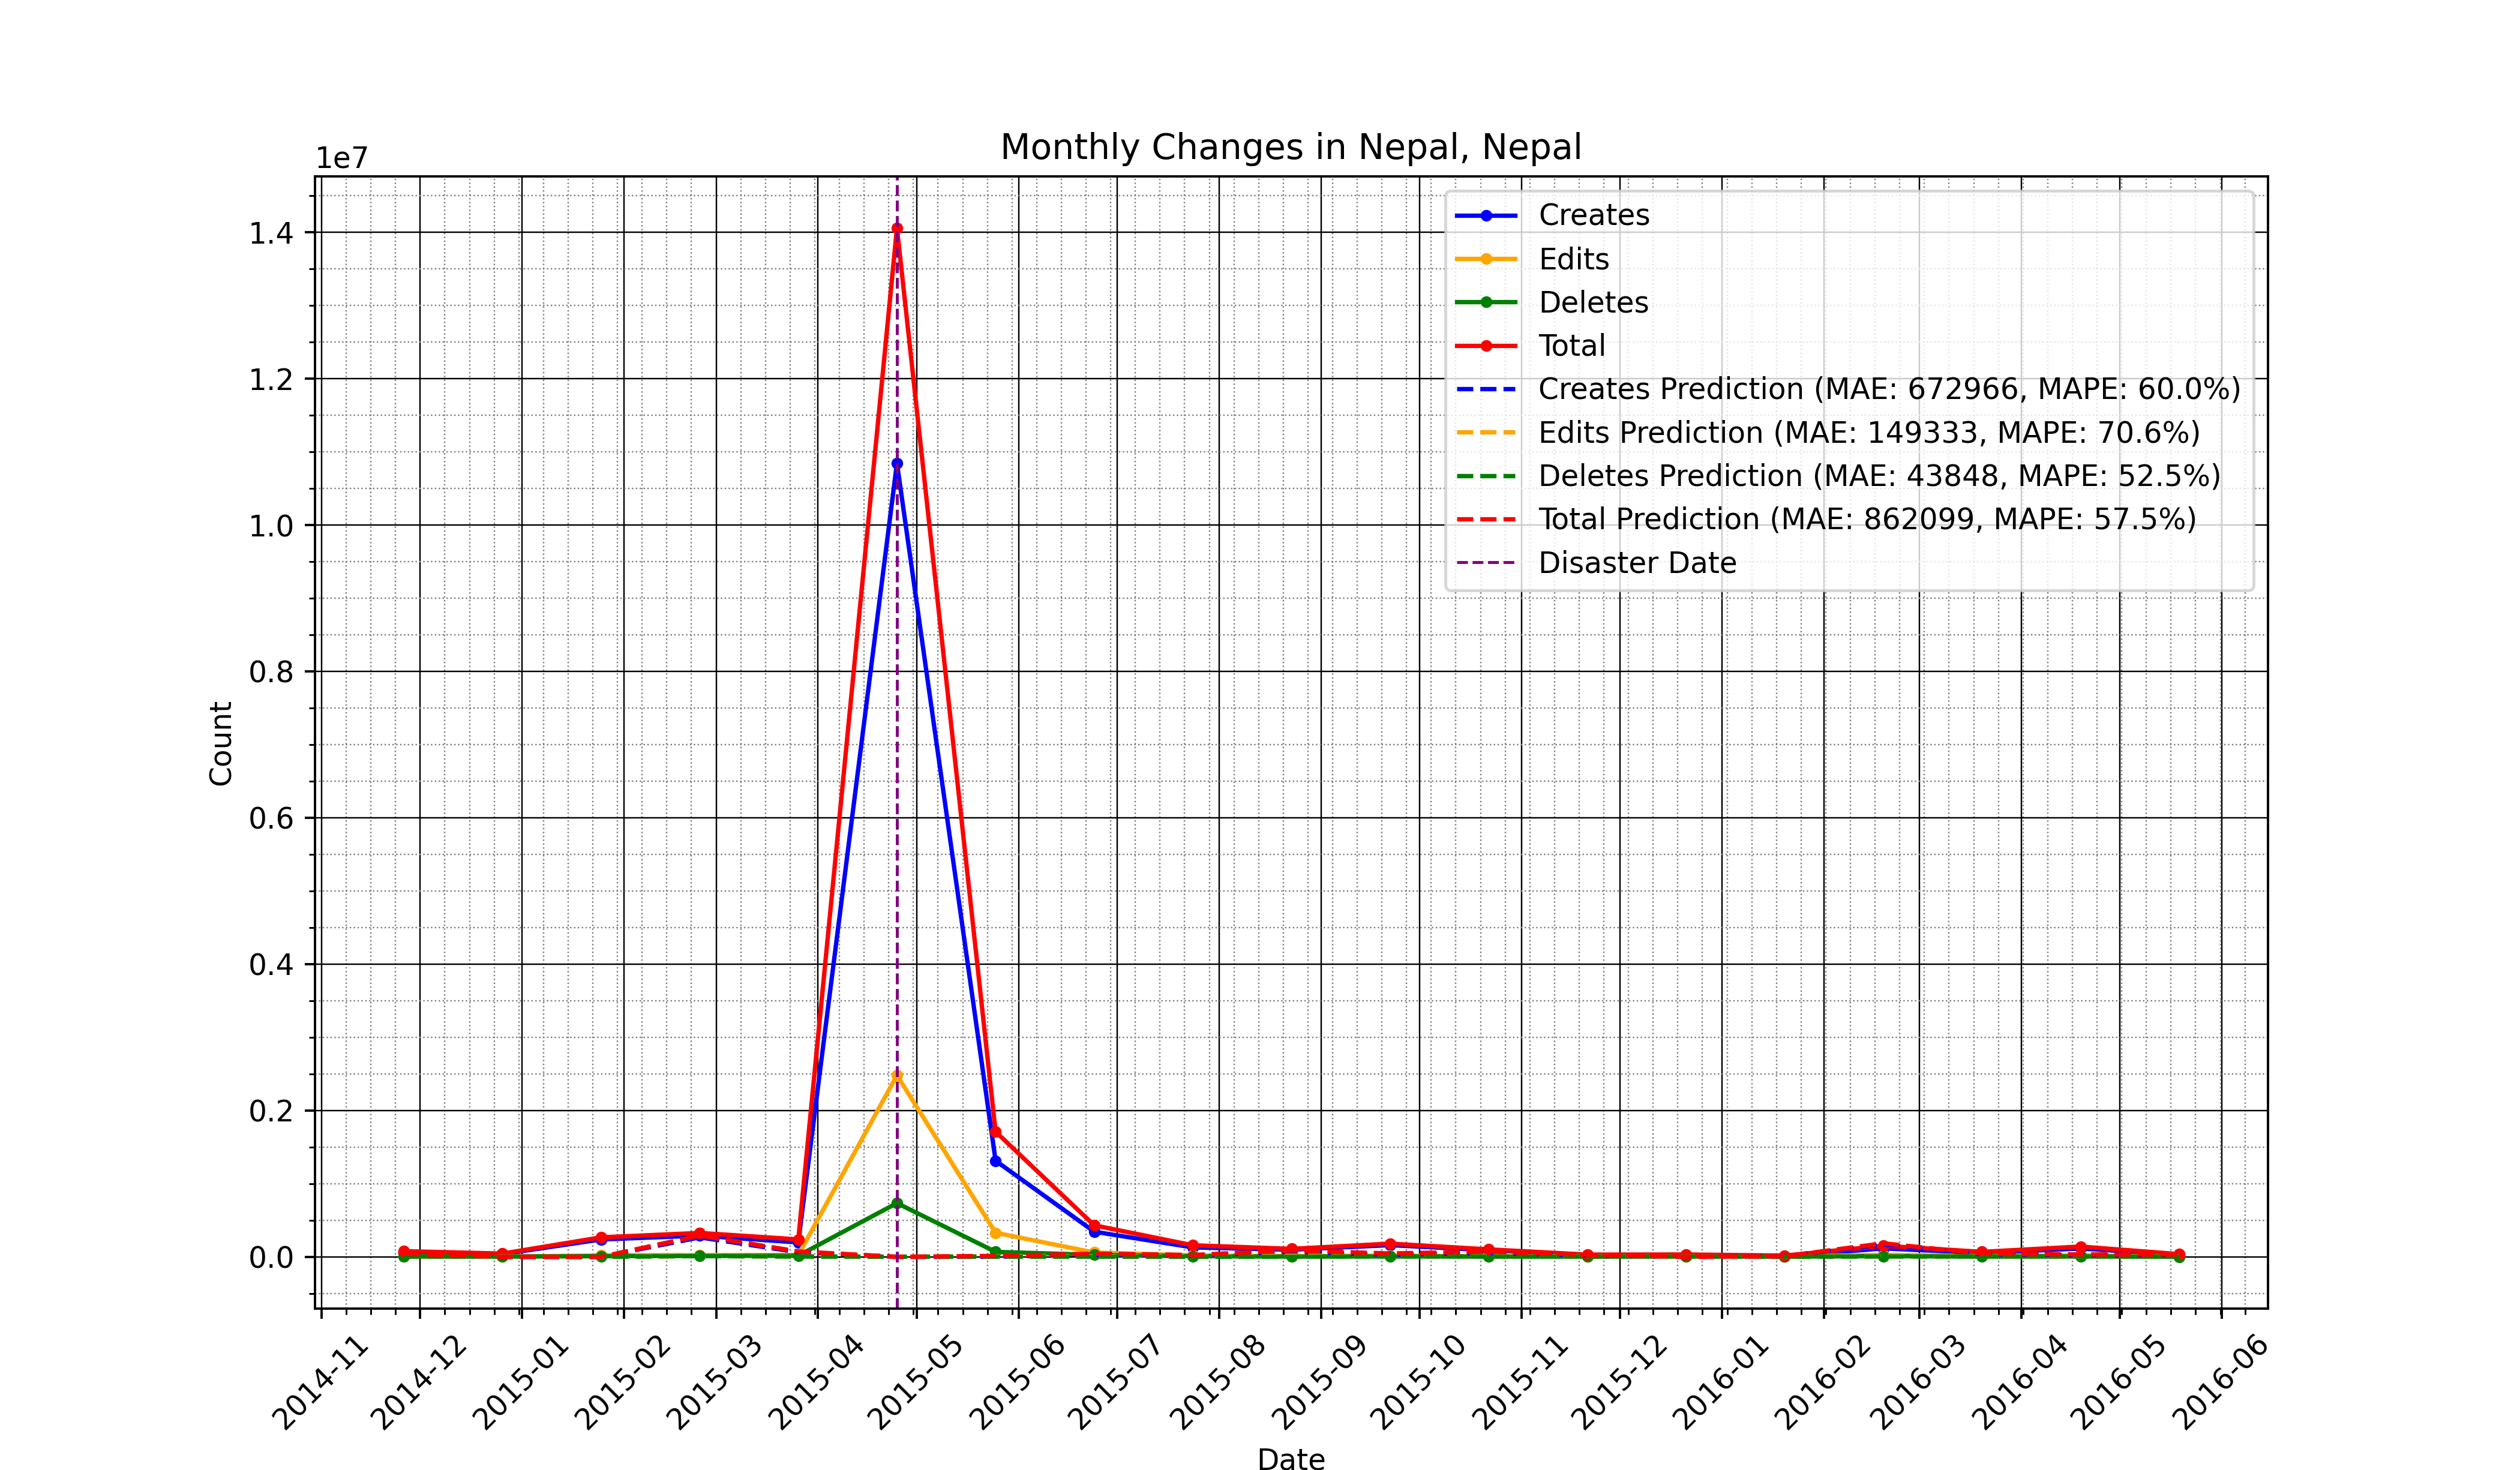 Monthly Changes in Nepal, Nepal
1e7
1.4
1.2
1.0
0.8
0.6
0.4
0.2
0.0
Count
Creates
Edits
Deletes
Total
Creates Prediction (MAE: 672966, MAPE: 60.0%)
Edits Prediction (MAE: 149333, MAPE: 70.6%)
Deletes Prediction (MAE: 43848, MAPE: 52.5%)
Total Prediction (MAE: 862099, MAPE: 57.5%)
Disaster Date
2014-11
2014-12
2015-01
2015-02
2015-03
2015-04
2015-05
2015-06
2015-07
2015-08
2015-09
2015-10
2015-11
2015-12
2016-01
2016-02
2016-03
2016-04
2016-05
2016-06
Date